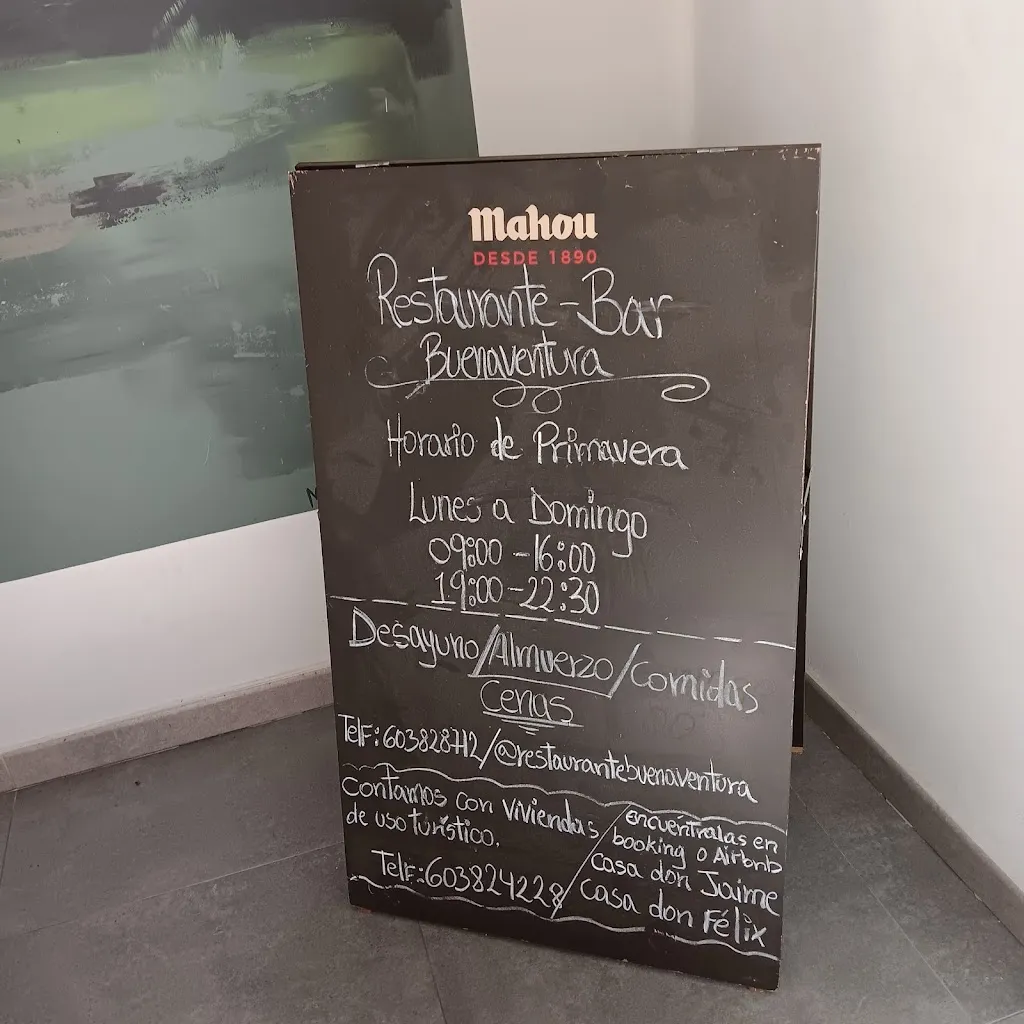 Mahou
DESDE 1890
Restaurante-Bar
Buenaventura
Horario de Primavera
Lunes a Domingo
09:00 - 16:00
19:00 - 22:30
Desayuno/Almuerzo/Comidas
Cenas
Telf: /@restaurantebuenaventura
Contamos con viviendas
de uso turístico.
Telf: 603824228
encuéntralas en
booking o Airbnb
Casa don Jaime
Casa don Félix